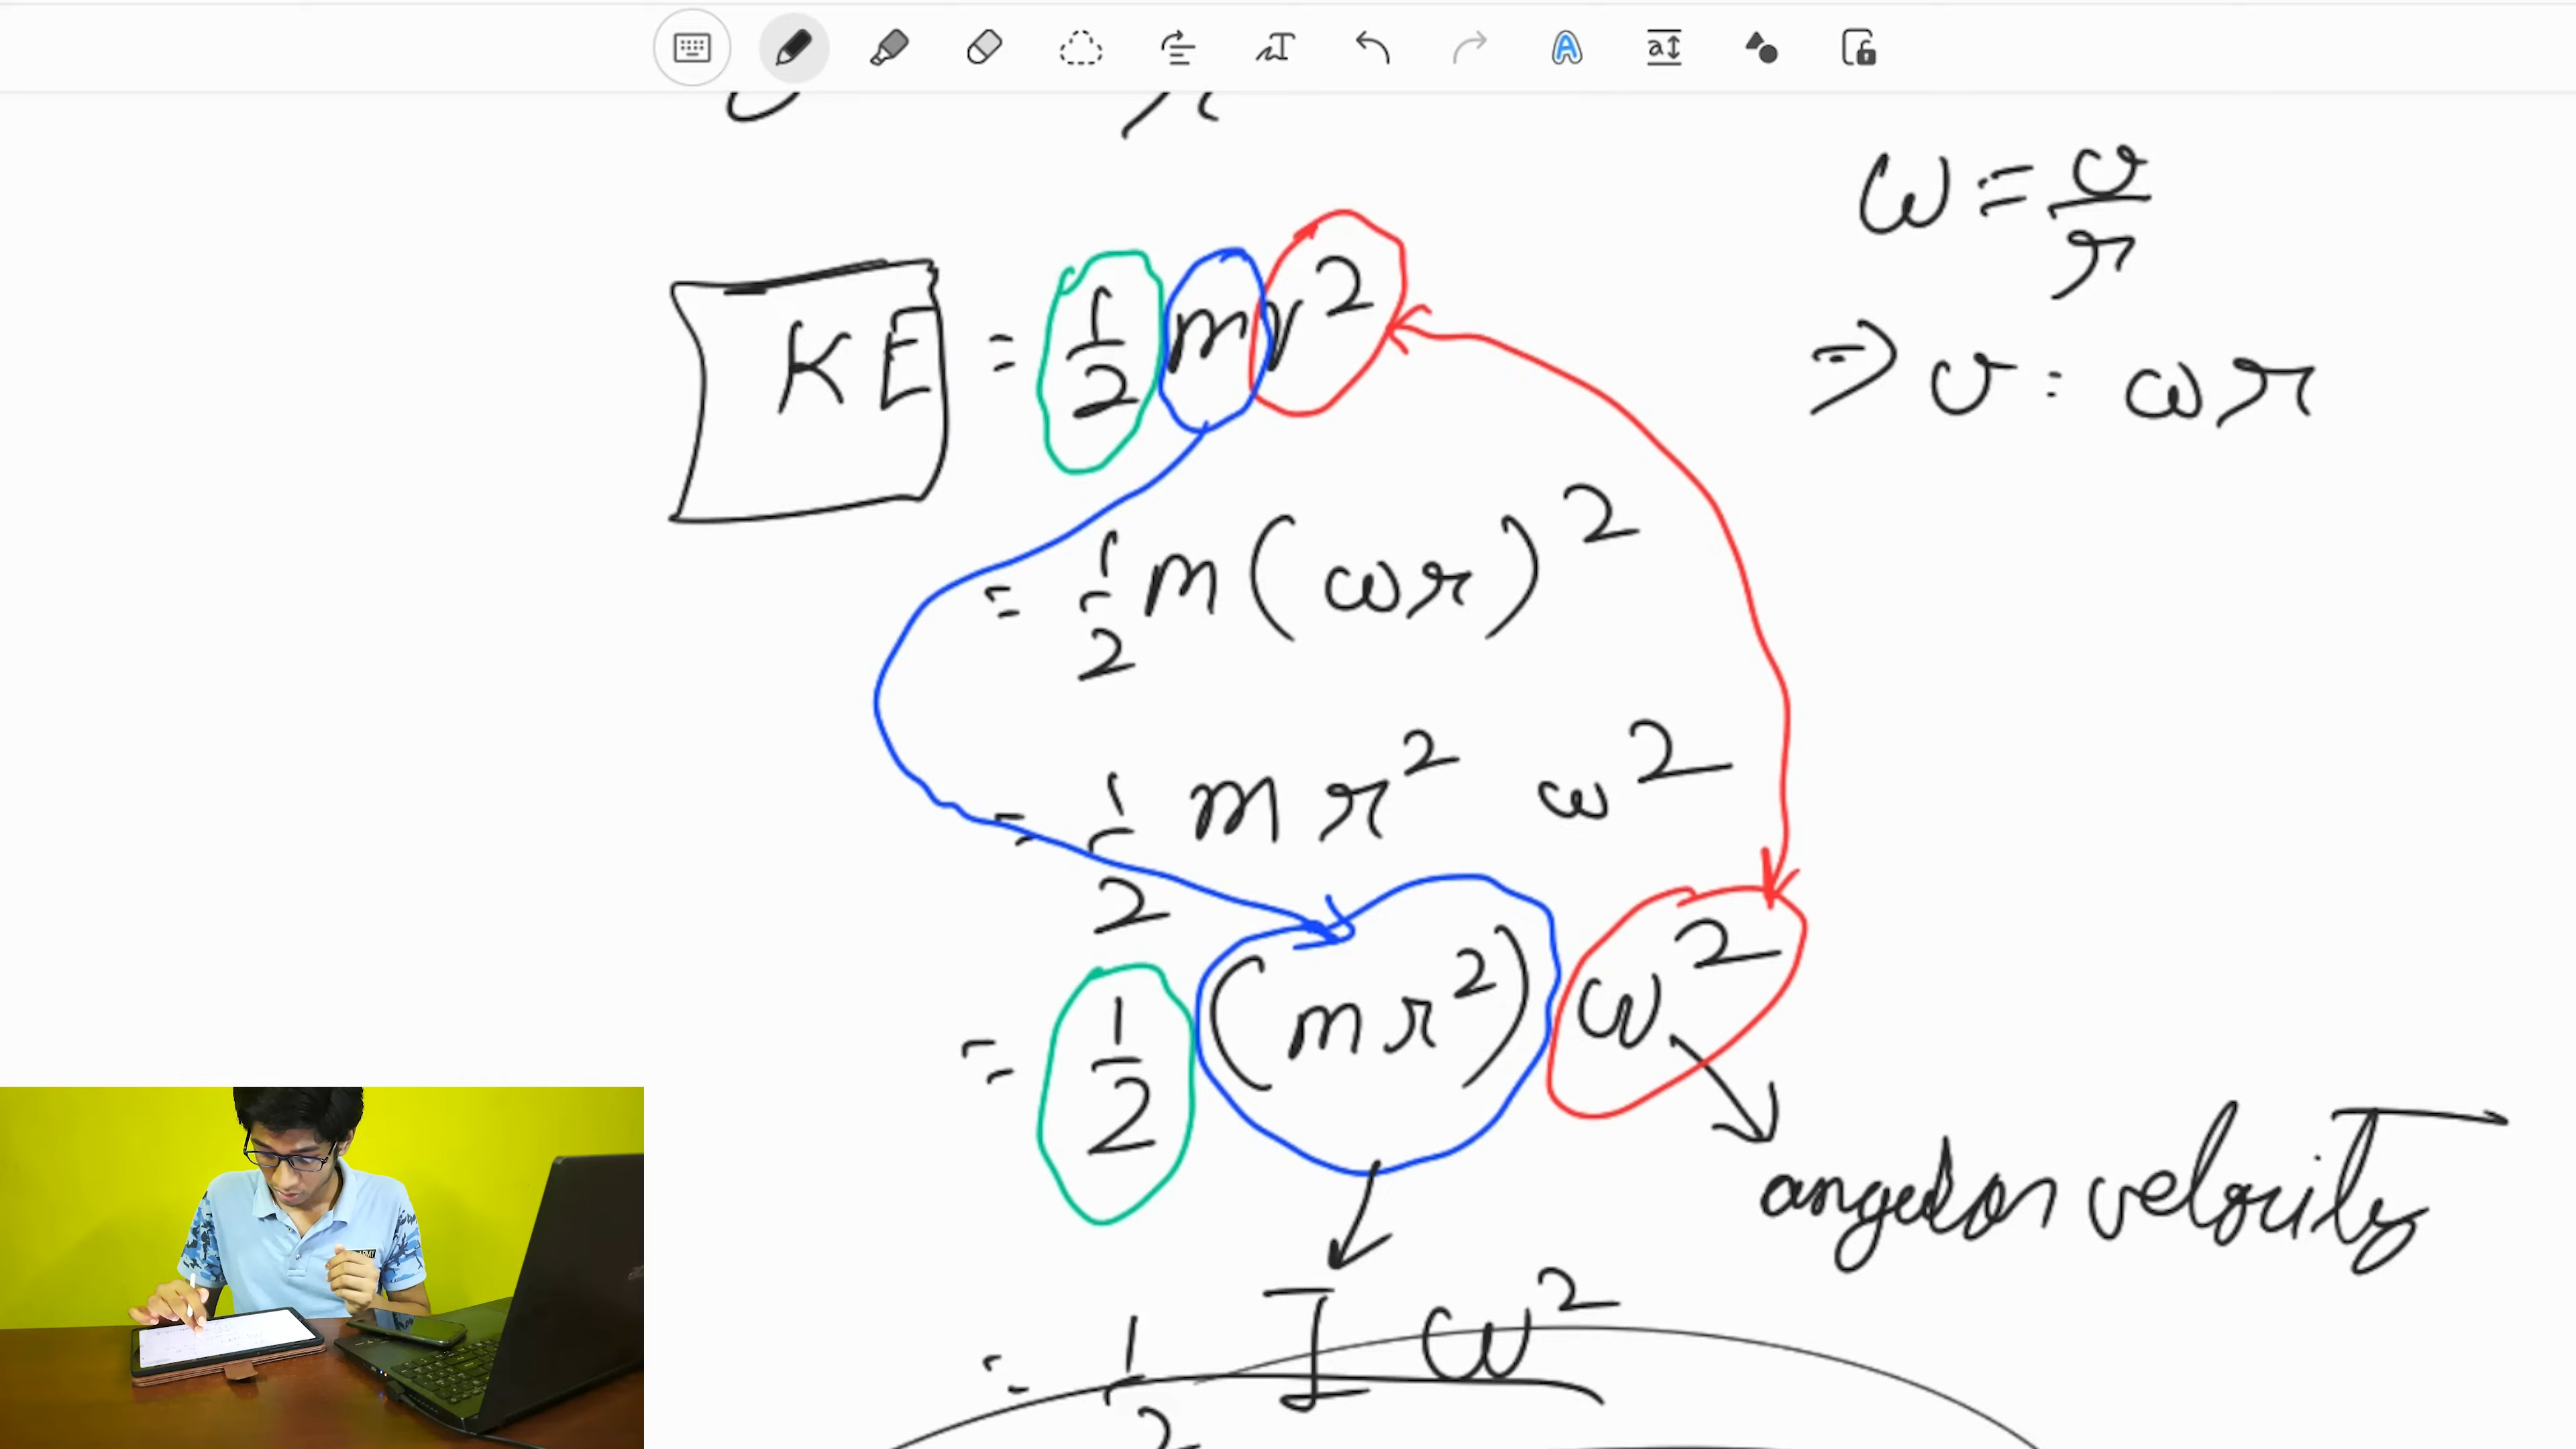 ω = v/r
KE = 1/2 mv²
⇒ v = ωr
= 1/2 m(ωr)²
= 1/2 m r² ω²
= 1/2 (mr²) ω²
angular velocity
= 1/2 I ω²